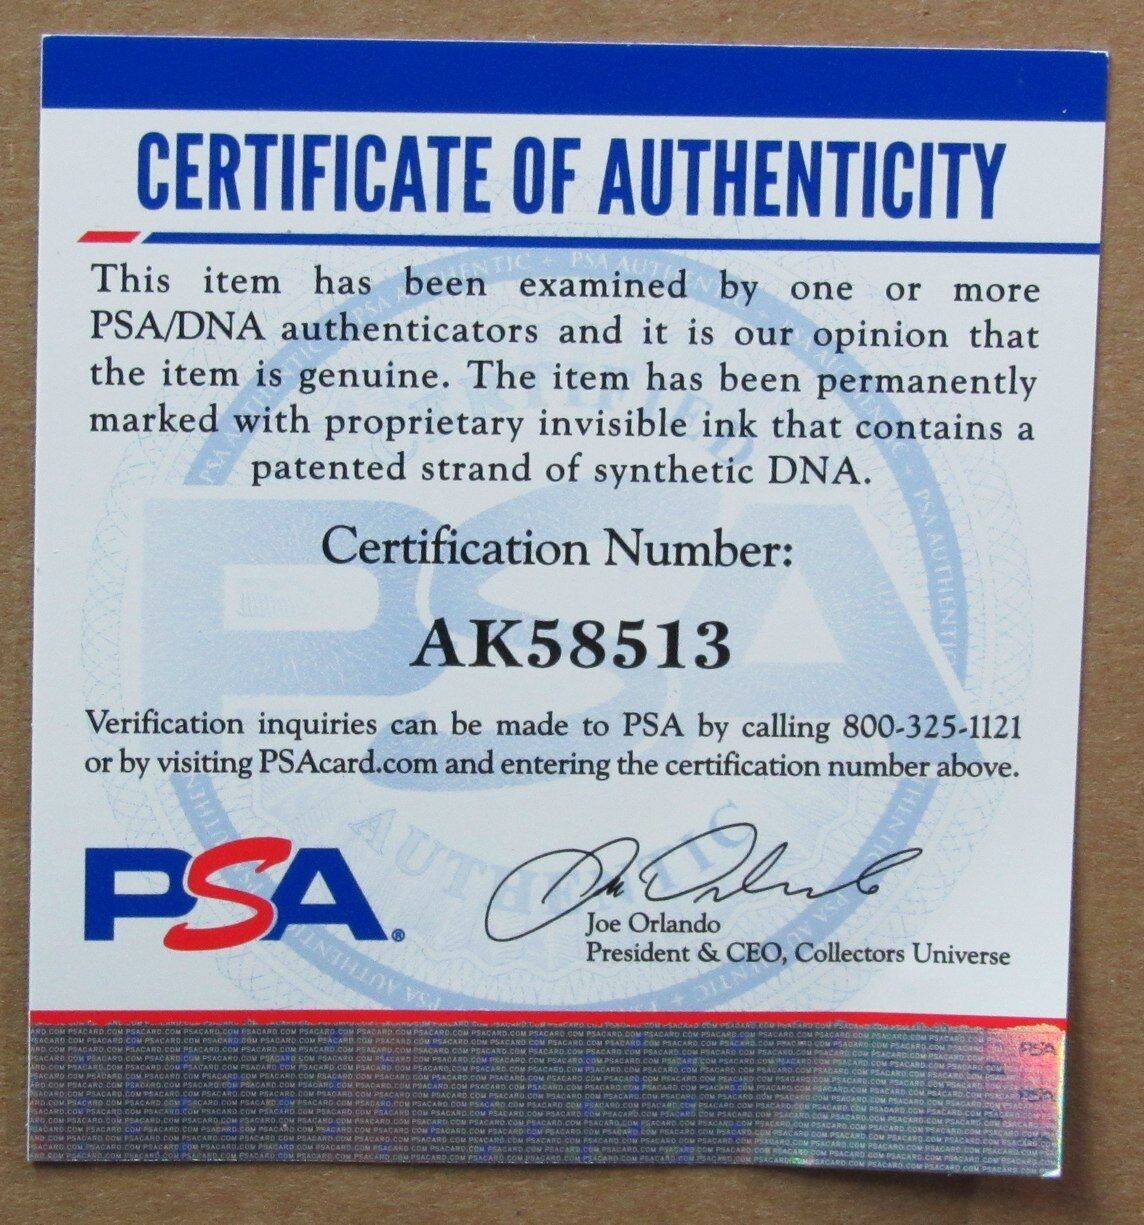 CERTIFICATE OF AUTHENTICITY
This item has been examined by one or more
PSA/DNA authenticators and it is our opinion that
the item is genuine. The item has been permanently
marked with proprietary invisible ink that contains a
patented strand of synthetic DNA.
Certification Number:
AK58513
Verification inquiries can be made to PSA by calling 800-325-1121
or by visiting PSAcard.com and entering the certification number above.
PSA®
Joe Orlando
Joe Orlando
President & CEO, Collectors Universe